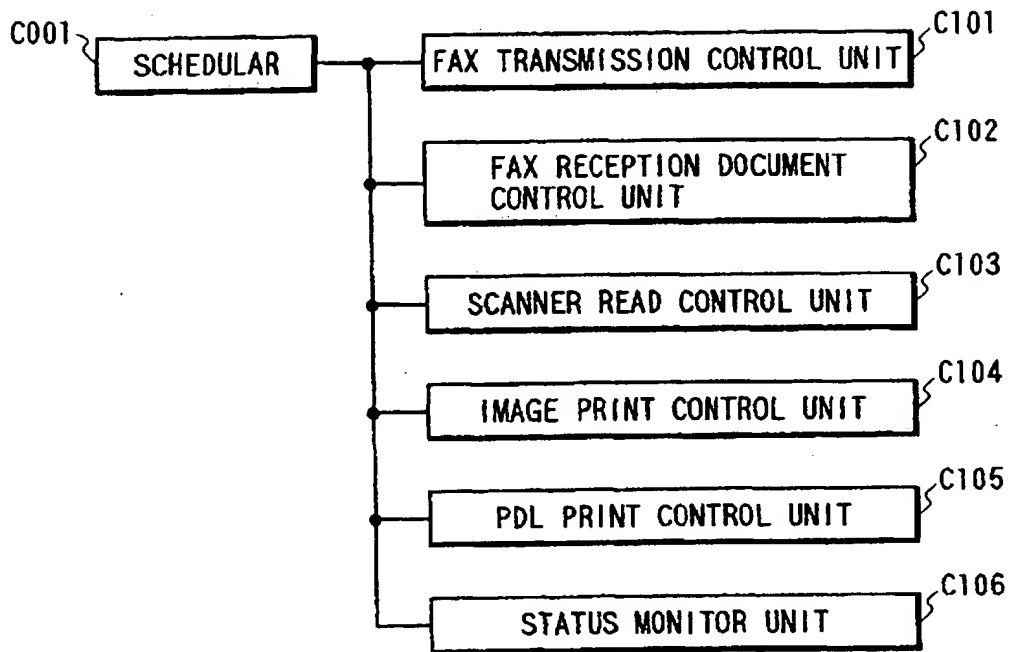 C001
SCHEDULAR
C101
FAX TRANSMISSION CONTROL UNIT
C102
FAX RECEPTION DOCUMENT
CONTROL UNIT
C103
SCANNER READ CONTROL UNIT
C104
IMAGE PRINT CONTROL UNIT
C105
PDL PRINT CONTROL UNIT
C106
STATUS MONITOR UNIT